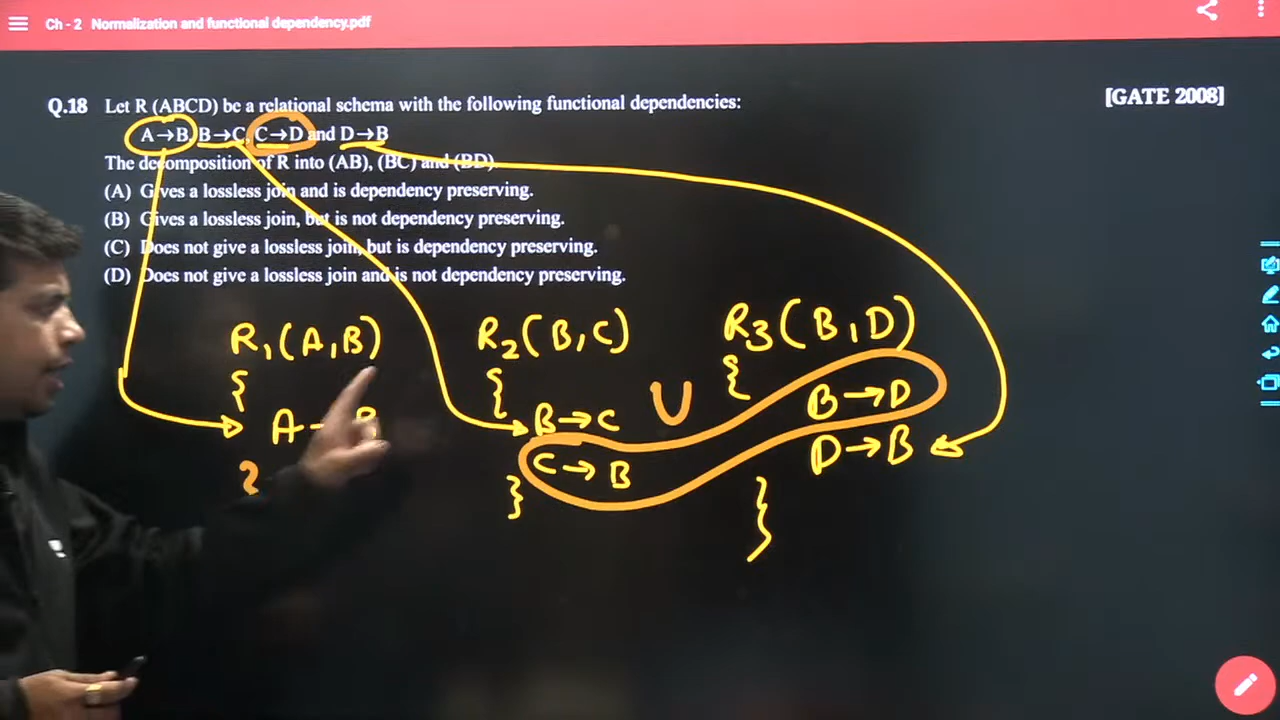 Ch - 2 Normalization and functional dependency.pdf
Q.18 Let R (ABCD) be a relational schema with the following functional dependencies: [GATE 2008]
A→B, B→C, C→D and D→B
The decomposition of R into (AB), (BC) and (BD).
(A) Gives a lossless join and is dependency preserving.
(B) Gives a lossless join, but is not dependency preserving.
(C) Does not give a lossless join, but is dependency preserving.
(D) Does not give a lossless join and is not dependency preserving.
R1(A,B) R2(B,C) R3(B,D)
{ { {
A→ B→C U B→D
C→B D→B
} }